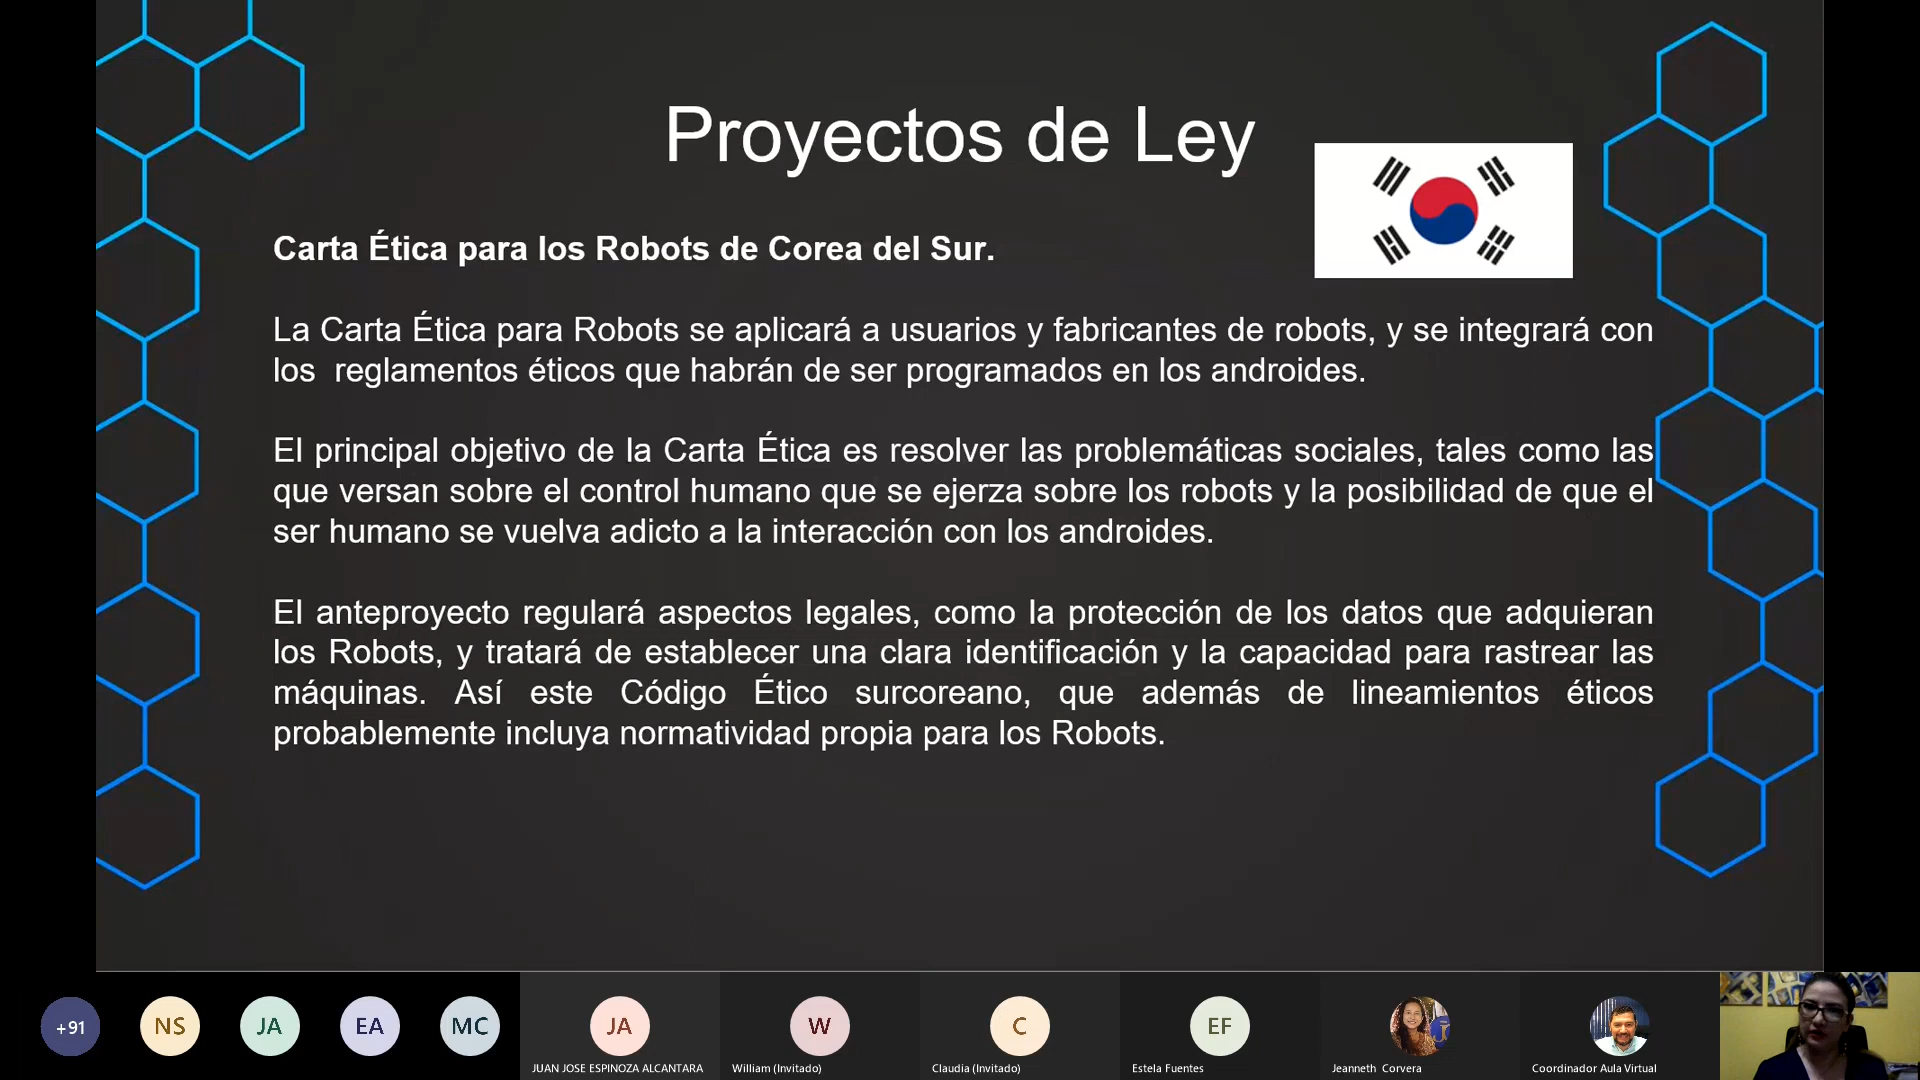 Proyectos de Ley
Carta Ética para los Robots de Corea del Sur.
La Carta Ética para Robots se aplicará a usuarios y fabricantes de robots, y se integrará con
los reglamentos éticos que habrán de ser programados en los androides.
El principal objetivo de la Carta Ética es resolver las problemáticas sociales, tales como las
que versan sobre el control humano que se ejerza sobre los robots y la posibilidad de que el
ser humano se vuelva adicto a la interacción con los androides.
El anteproyecto regulará aspectos legales, como la protección de los datos que adquieran
los Robots, y tratará de establecer una clara identificación y la capacidad para rastrear las
máquinas. Así este Código Ético surcoreano, que además de lineamientos éticos
probablemente incluya normatividad propia para los Robots.
+91
NS
JA
EA
MC
JA
W
C
EF
JUAN JOSE ESPINOZA ALCANTARA
William (Invitado)
Claudia (Invitado)
Estela Fuentes
Jeanneth Corvera
Coordinador Aula Virtual